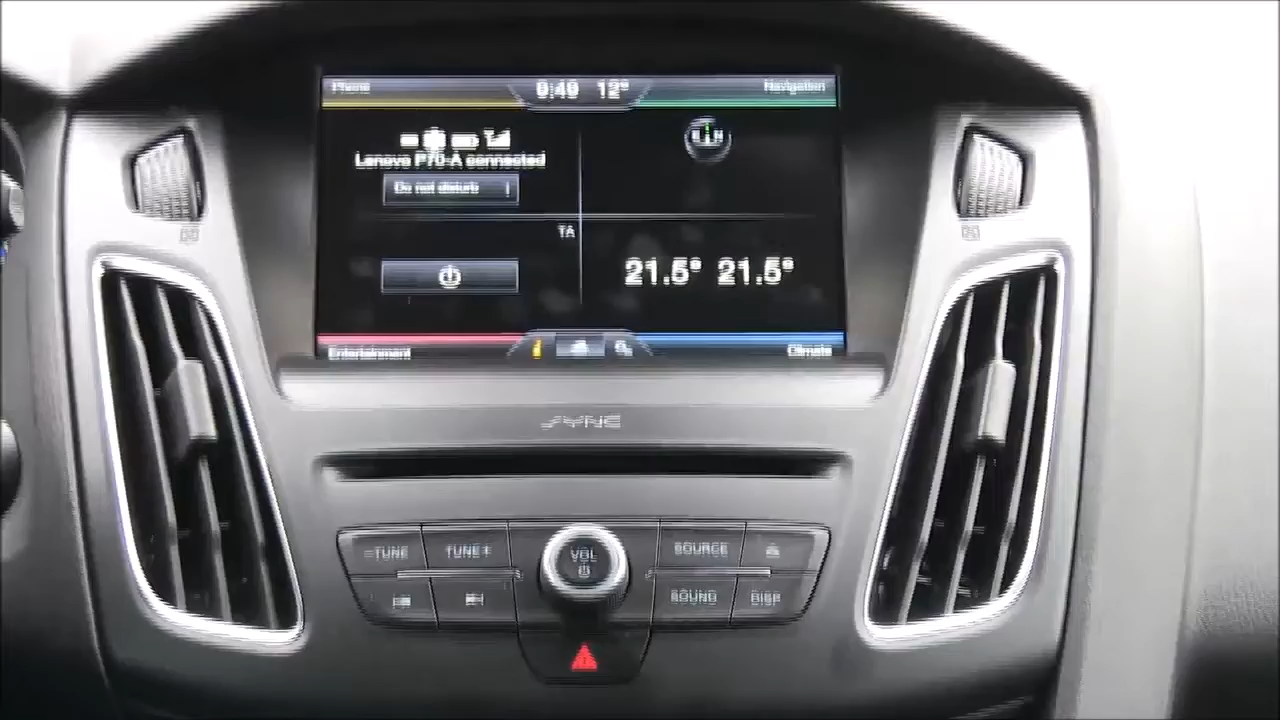 Phone 9:49 12° Navigation
Lenovo P70-A connected
Do not disturb
TA
21.5° 21.5°
Entertainment
Climate
SYNC
-TUNE TUNE+ VOL SOURCE
SOUND DISP